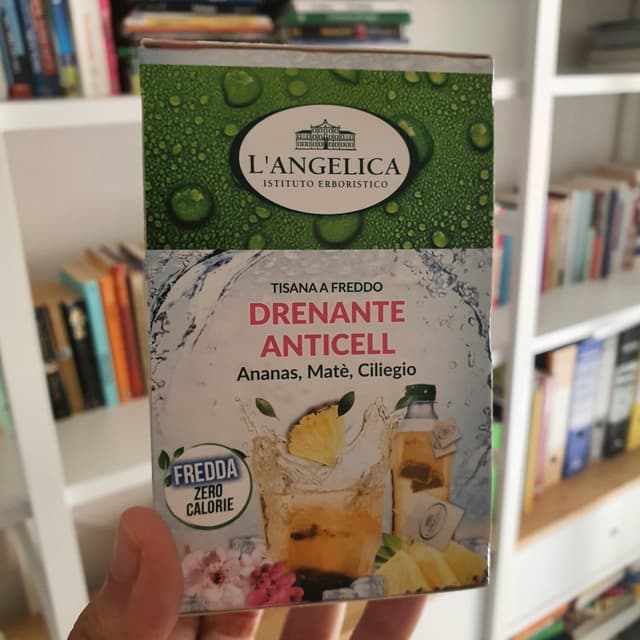 L'ANGELICA
ISTITUTO ERBORISTICO
TISANA A FREDDO
DRENANTE
ANTICELL
Ananas, Matè, Ciliegio
FREDDA
ZERO
CALORIE